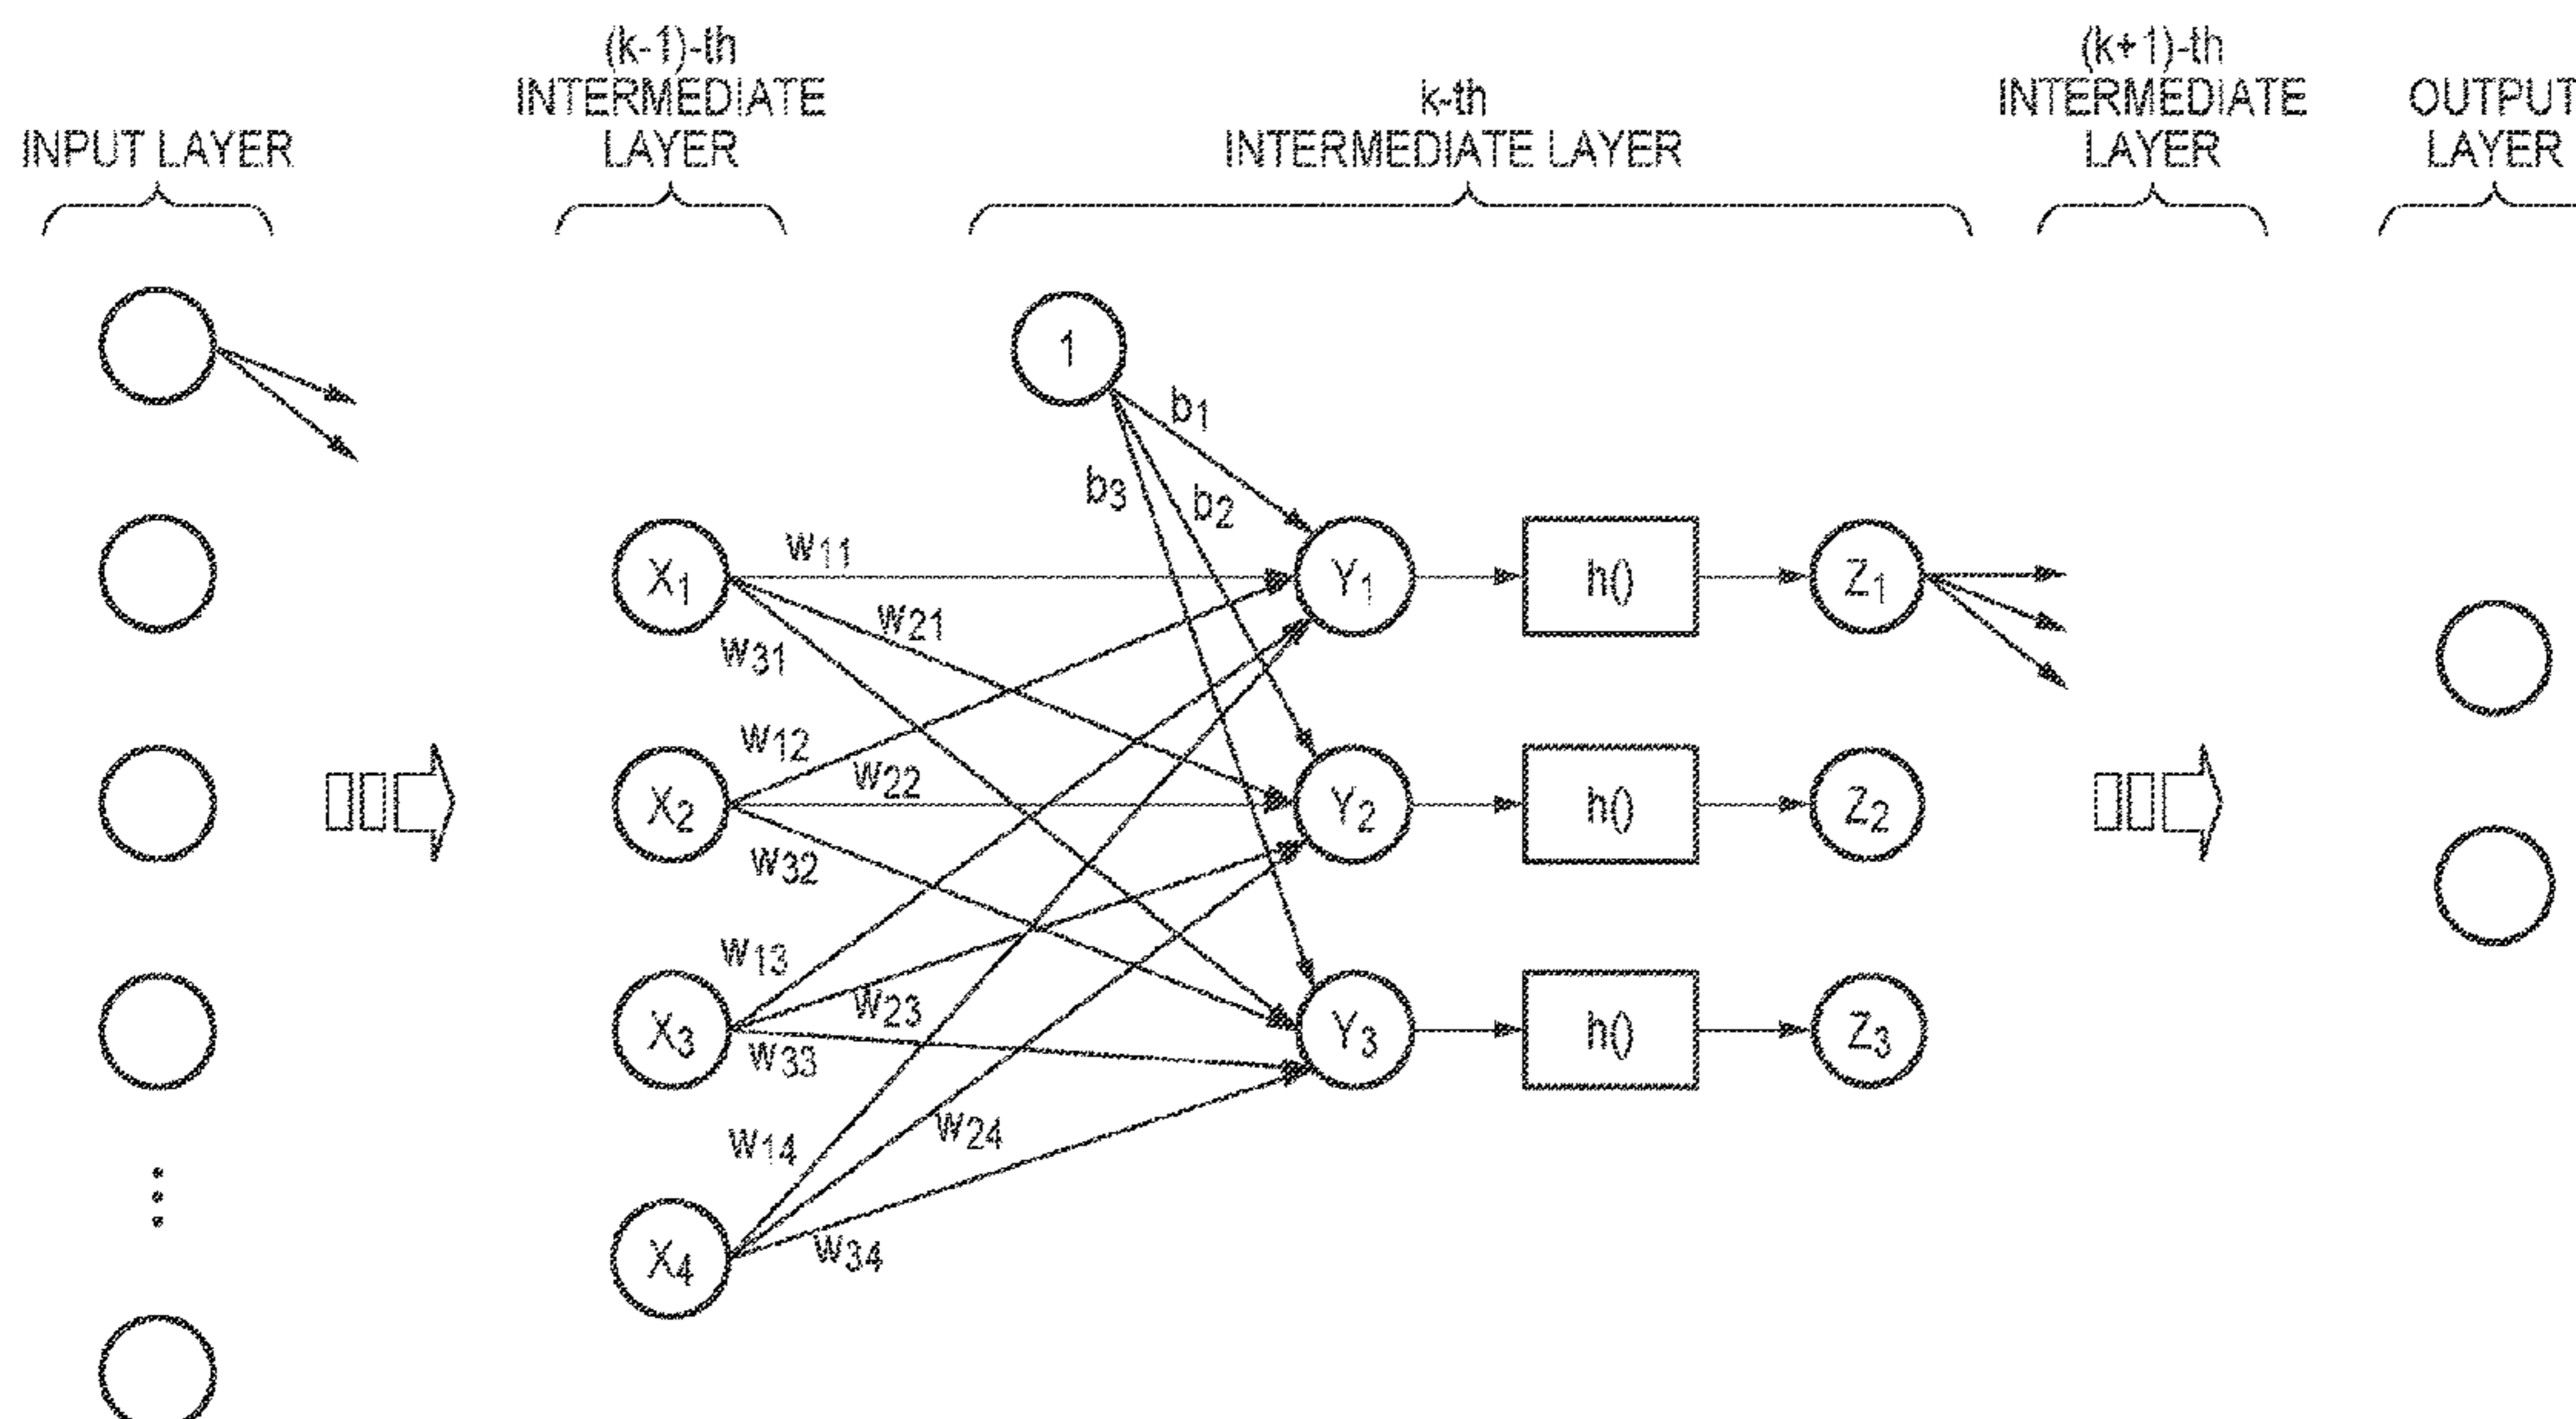 INPUT LAYER
(k-1)-th
INTERMEDIATE
LAYER
k-th
INTERMEDIATE LAYER
(k+1)-th
INTERMEDIATE
LAYER
OUTPUT
LAYER
1
b1
b3
b2
X1
w11
w21
w31
Y1
h()
Z1
X2
w12
w22
w32
Y2
h()
Z2
X3
w13
w23
w33
Y3
h()
Z3
X4
w14
w24
w34